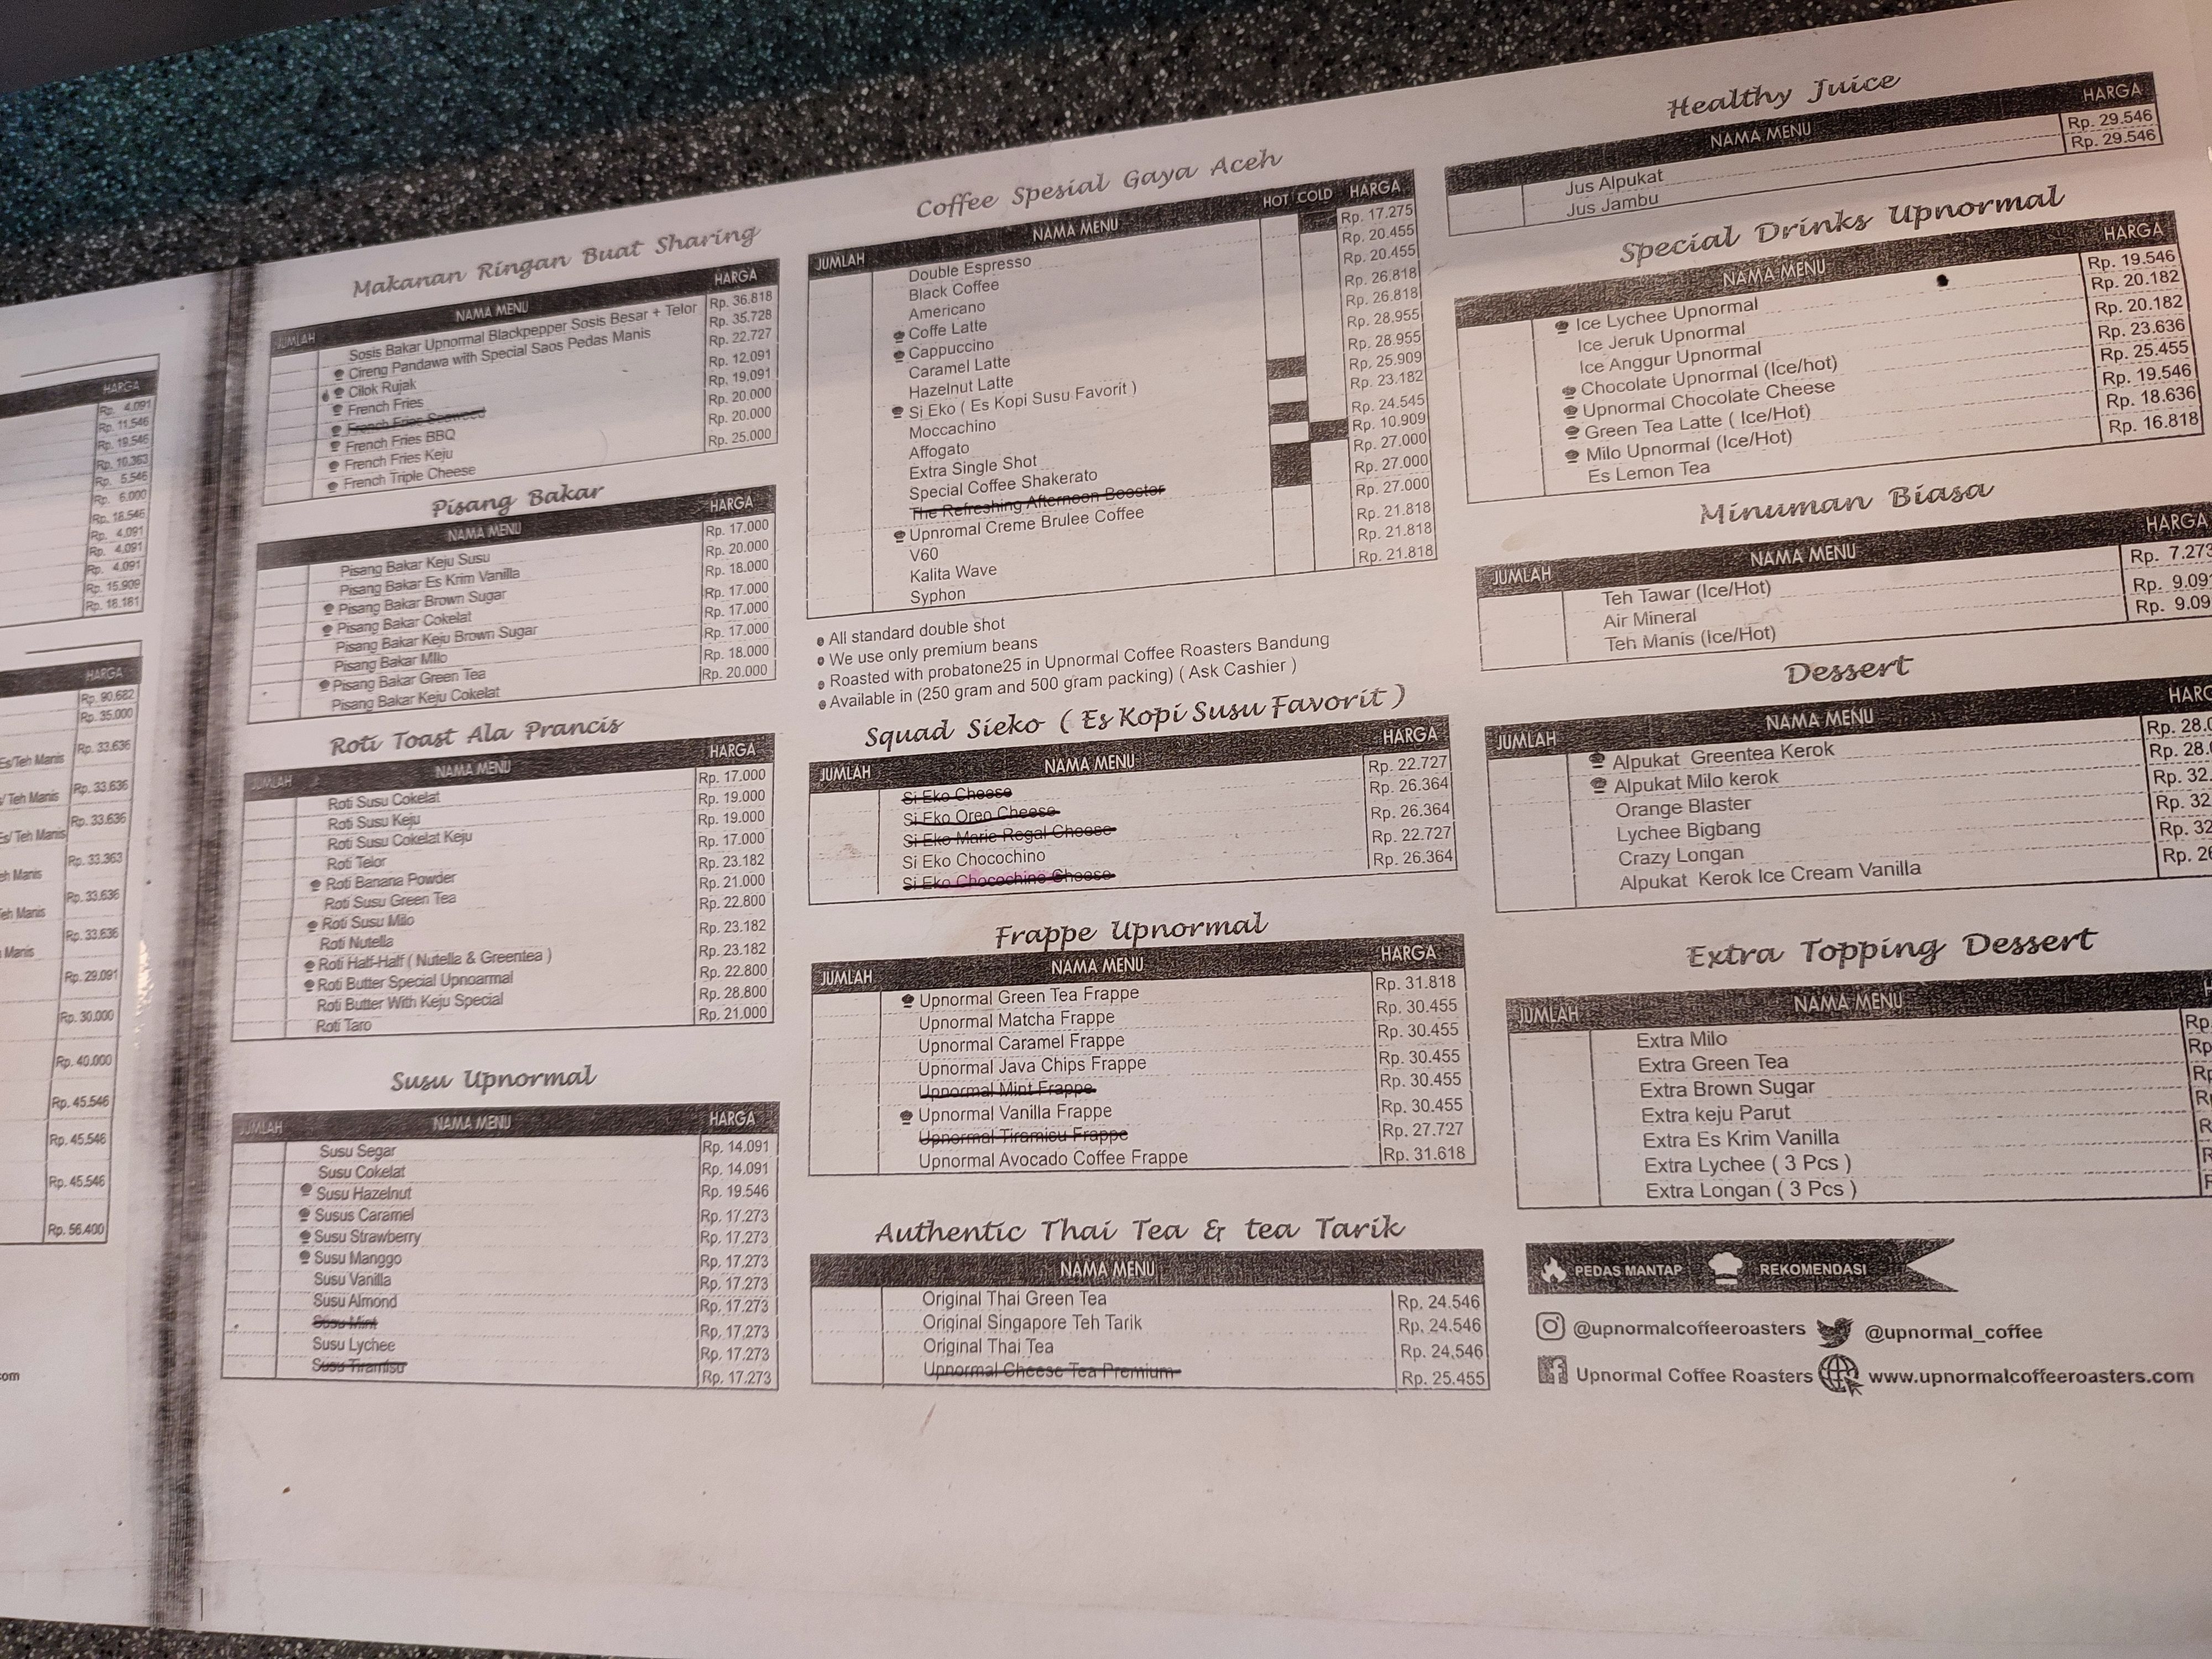 HARGA
Rp. 4.091
Rp. 11.546
Rp. 19.546
Rp. 10.363
Rp. 5.546
Rp. 6.000
Rp. 18.546
Rp. 4.091
Rp. 4.091
Rp. 4.091
Rp. 15.909
Rp. 18.181
HARGA
Rp. 90.682
Rp. 35.000
Es/Teh Manis Rp. 33.636
/ Teh Manis Rp. 33.636
Es/ Teh Manis Rp. 33.636
eh Manis Rp. 33.363
Teh Manis Rp. 33.636
Manis Rp. 33.636
Rp. 29.091
Rp. 30.000
Rp. 40.000
Rp. 45.546
Rp. 45.546
Rp. 45.546
Rp. 56.400
om
Makanan Ringan Buat Sharing
JUMLAH NAMA MENU HARGA
Sosis Bakar Upnormal Blackpepper Sosis Besar + Telor Rp. 36.818
Cireng Pandawa with Special Saos Pedas Manis Rp. 35.728
Cilok Rujak Rp. 22.727
French Fries Rp. 12.091
French Fries Seaweed Rp. 19.091
French Fries BBQ Rp. 20.000
French Fries Keju Rp. 20.000
French Triple Cheese Rp. 25.000
Pisang Bakar
NAMA MENU HARGA
Pisang Bakar Keju Susu Rp. 17.000
Pisang Bakar Es Krim Vanilla Rp. 20.000
Pisang Bakar Brown Sugar Rp. 18.000
Pisang Bakar Cokelat Rp. 17.000
Pisang Bakar Keju Brown Sugar Rp. 17.000
Pisang Bakar MIlo Rp. 17.000
Pisang Bakar Green Tea Rp. 18.000
Pisang Bakar Keju Cokelat Rp. 20.000
Roti Toast Ala Prancis
JUMLAH NAMA MENU HARGA
Roti Susu Cokelat Rp. 17.000
Roti Susu Keju Rp. 19.000
Roti Susu Cokelat Keju Rp. 19.000
Roti Telor Rp. 17.000
Roti Banana Powder Rp. 23.182
Roti Susu Green Tea Rp. 21.000
Roti Susu Milo Rp. 22.800
Roti Nutella Rp. 23.182
Roti Half-Half ( Nutella & Greentea ) Rp. 23.182
Roti Butter Special Upnoarmal Rp. 22.800
Roti Butter With Keju Special Rp. 28.800
Roti Taro Rp. 21.000
Susu Upnormal
JUMLAH NAMA MENU HARGA
Susu Segar Rp. 14.091
Susu Cokelat Rp. 14.091
Susu Hazelnut Rp. 19.546
Susus Caramel Rp. 17.273
Susu Strawberry Rp. 17.273
Susu Manggo Rp. 17.273
Susu Vanilla Rp. 17.273
Susu Almond Rp. 17.273
Susu Mint Rp. 17.273
Susu Lychee Rp. 17.273
Susu Tiramisu Rp. 17.273
Coffee Spesial Gaya Aceh
JUMLAH NAMA MENU HOT COLD HARGA
Double Espresso Rp. 17.275
Black Coffee Rp. 20.455
Americano Rp. 20.455
Coffe Latte Rp. 26.818
Cappuccino Rp. 26.818
Caramel Latte Rp. 28.955
Hazelnut Latte Rp. 28.955
Si Eko ( Es Kopi Susu Favorit ) Rp. 25.909
Moccachino Rp. 23.182
Affogato Rp. 24.545
Extra Single Shot Rp. 10.909
Special Coffee Shakerato Rp. 27.000
The Refreshing Afternoon Booster Rp. 27.000
Upnromal Creme Brulee Coffee Rp. 27.000
V60 Rp. 21.818
Kalita Wave Rp. 21.818
Syphon Rp. 21.818
All standard double shot
We use only premium beans
Roasted with probatone25 in Upnormal Coffee Roasters Bandung
Available in (250 gram and 500 gram packing) ( Ask Cashier )
Squad Sieko ( Es Kopi Susu Favorit )
JUMLAH NAMA MENU HARGA
Si Eko Cheese Rp. 22.727
Si Eko Oreo Cheese Rp. 26.364
Si Eko Marie Regal Cheese Rp. 26.364
Si Eko Chocochino Rp. 22.727
Si Eko Chocochino Cheese Rp. 26.364
Frappe Upnormal
JUMLAH NAMA MENU HARGA
Upnormal Green Tea Frappe Rp. 31.818
Upnormal Matcha Frappe Rp. 30.455
Upnormal Caramel Frappe Rp. 30.455
Upnormal Java Chips Frappe Rp. 30.455
Upnormal Mint Frappe Rp. 30.455
Upnormal Vanilla Frappe Rp. 30.455
Upnormal Tiramisu Frappe Rp. 27.727
Upnormal Avocado Coffee Frappe Rp. 31.618
Authentic Thai Tea & tea Tarik
NAMA MENU
Original Thai Green Tea Rp. 24.546
Original Singapore Teh Tarik Rp. 24.546
Original Thai Tea Rp. 24.546
Upnormal Cheese Tea Premium Rp. 25.455
Healthy Juice
NAMA MENU HARGA
Jus Alpukat Rp. 29.546
Jus Jambu Rp. 29.546
Special Drinks Upnormal
NAMA MENU HARGA
Ice Lychee Upnormal Rp. 19.546
Ice Jeruk Upnormal Rp. 20.182
Ice Anggur Upnormal Rp. 20.182
Chocolate Upnormal (Ice/hot) Rp. 23.636
Upnormal Chocolate Cheese Rp. 25.455
Green Tea Latte ( Ice/Hot) Rp. 19.546
Milo Upnormal (Ice/Hot) Rp. 18.636
Es Lemon Tea Rp. 16.818
Minuman Biasa
JUMLAH NAMA MENU HARGA
Teh Tawar (Ice/Hot) Rp. 7.273
Air Mineral Rp. 9.09
Teh Manis (Ice/Hot) Rp. 9.09
Dessert
JUMLAH NAMA MENU HARG
Alpukat Greentea Kerok Rp. 28.0
Alpukat Milo kerok Rp. 28.
Orange Blaster Rp. 32.
Lychee Bigbang Rp. 32
Crazy Longan Rp. 32
Alpukat Kerok Ice Cream Vanilla Rp. 26
Extra Topping Dessert
JUMLAH NAMA MENU H
Extra Milo Rp.
Extra Green Tea Rp
Extra Brown Sugar Rp
Extra keju Parut R
Extra Es Krim Vanilla R
Extra Lychee ( 3 Pcs ) R
Extra Longan ( 3 Pcs )
PEDAS MANTAP REKOMENDASI
@upnormalcoffeeroasters @upnormal_coffee
Upnormal Coffee Roasters www.upnormalcoffeeroasters.com